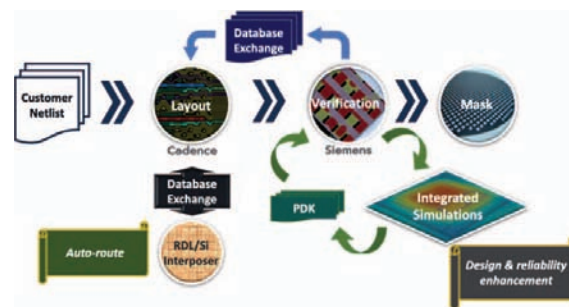 Database
Exchange
Customer
Netlist
Layout
Verification
Mask
Cadence
Siemens
Database
Exchange
PDK
Integrated
Simulations
Auto-route
RDL/Si
Interposer
Design & reliability
enhancement